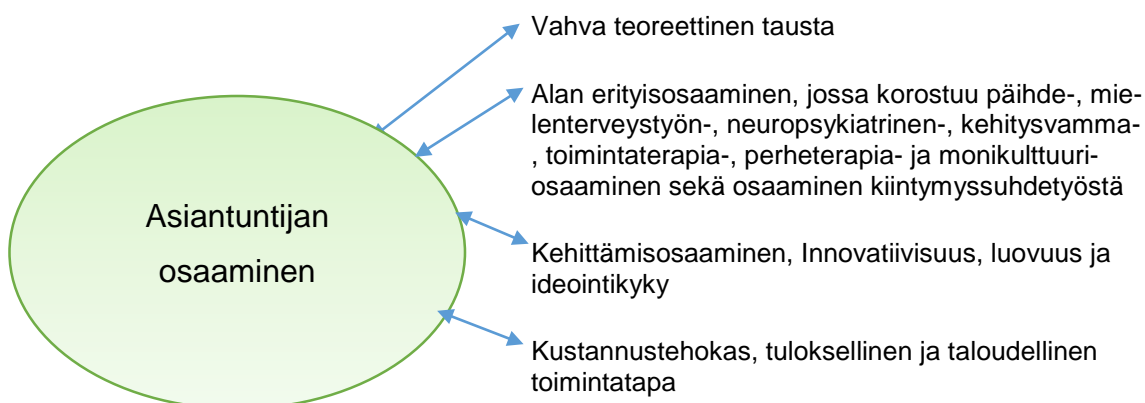 Vahva teoreettinen tausta
Alan erityisosaaminen, jossa korostuu päihde-, mie-
lenterveystyön-, neuropsykiatrinen-, kehitysvamma-
, toimintaterapia-, perheterapia- ja monikulttuuri-
osaaminen sekä osaaminen kiintymyssuhdetyöstä
Asiantuntijan
osaaminen
Kehittämisosaaminen, Innovatiivisuus, luovuus ja
ideointikyky
Kustannustehokas, tuloksellinen ja taloudellinen
toimintatapa